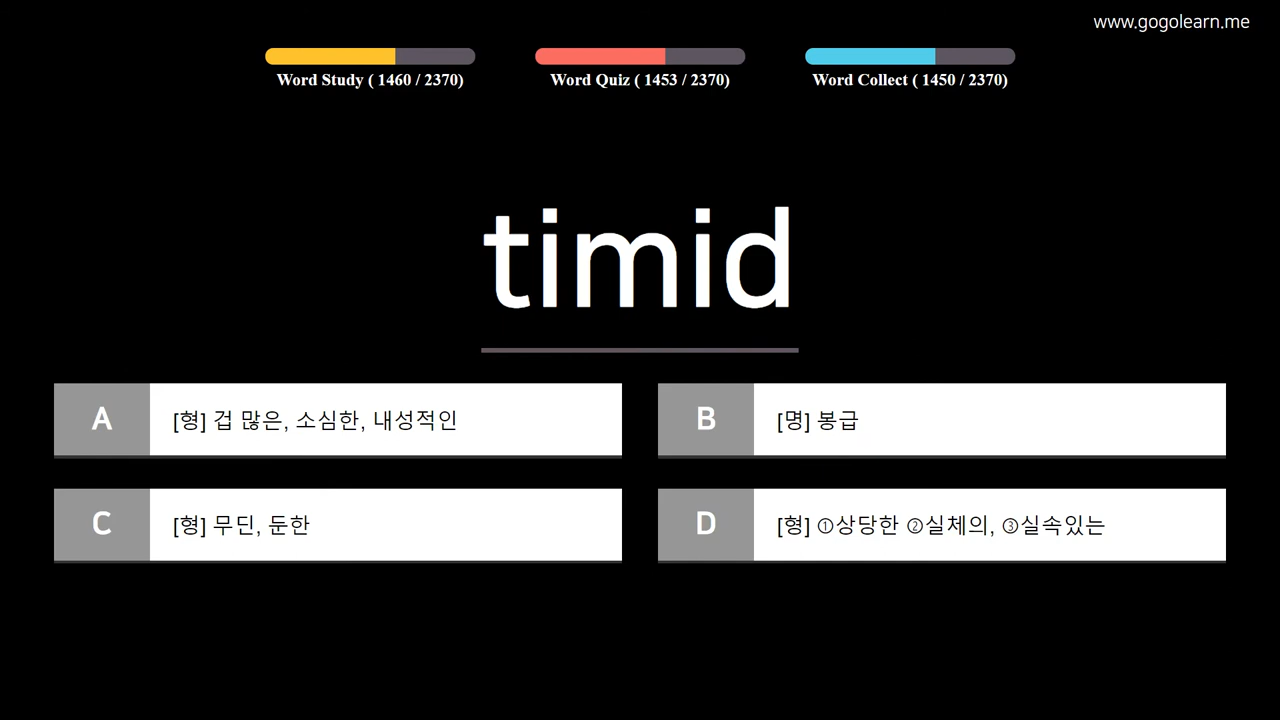 www.gogolearn.me
Word Study ( 1460 / 2370)
Word Quiz ( 1453 / 2370)
Word Collect ( 1450 / 2370)
timid
A [형] 겁 많은, 소심한, 내성적인
B [명] 봉급
C [형] 무딘, 둔한
D [형] ①상당한 ②실체의, ③실속있는